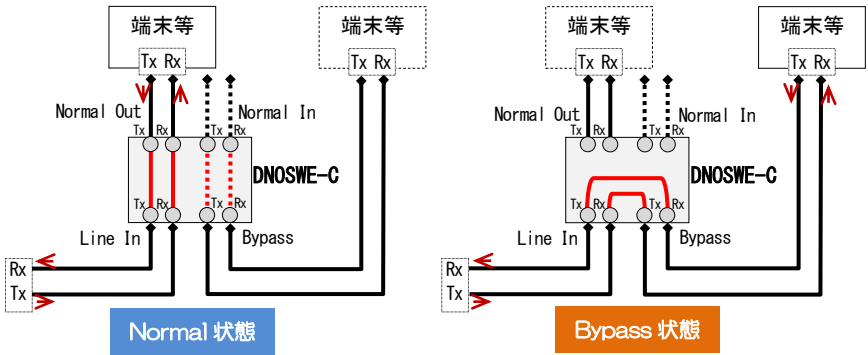 端末等
Tx Rx
Tx Rx
Normal Out
Normal In
Tx Rx Tx Rx
DNOSWE-C
Tx Rx Tx Rx
Line In
Bypass
Rx
Tx
Normal 状態
端末等
端末等
Tx Rx
Tx Rx
Normal Out
Normal In
Tx Rx Tx Rx
DNOSWE-C
Tx Rx Tx Rx
Line In
Bypass
Rx
Tx
Bypass 状態
端末等